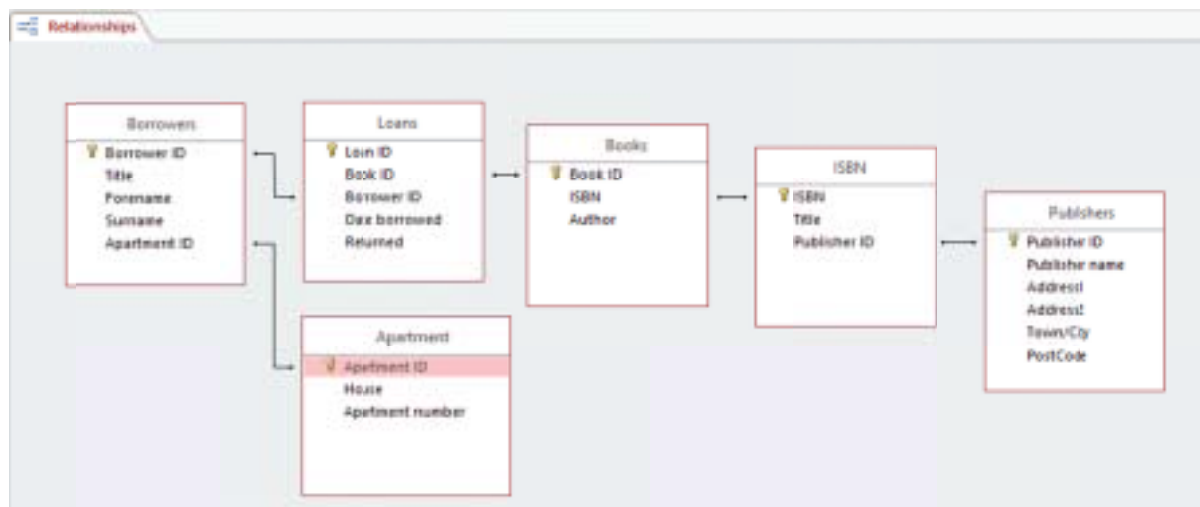 Relationships
Borrowers
Borrower ID
Title
Forename
Surname
Apartment ID
Loans
Loan ID
Book ID
Borrower ID
Date borrowed
Returned
Books
Book ID
ISBN
Author
ISBN
ISBN
Title
Publisher ID
Publishers
Publisher ID
Publisher name
Address1
Address2
Town/City
PostCode
Apartment
Apartment ID
House
Apartment number